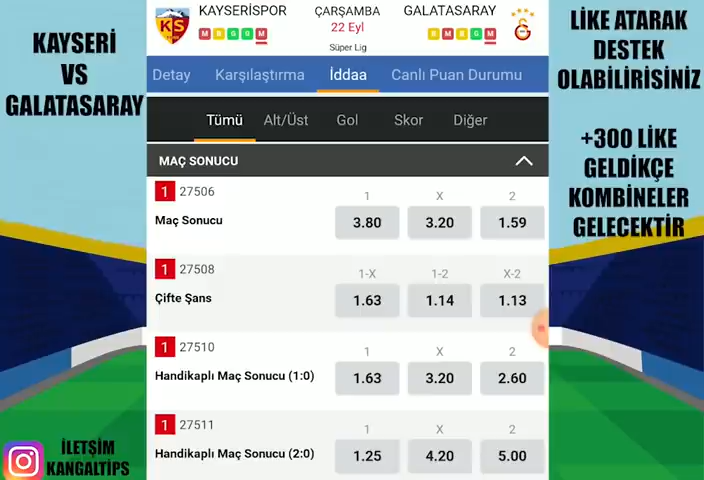 KAYSERİ
VS
GALATASARAY
KAYSERİSPOR
ÇARŞAMBA
22 Eyl
Süper Lig
GALATASARAY
LİKE ATARAK
DESTEK
OLABİLİRİSİNİZ
+300 LİKE
GELDİKÇE
KOMBİNELER
GELECEKTİR
Detay Karşılaştırma İddaa Canlı Puan Durumu
Tümü Alt/Üst Gol Skor Diğer
MAÇ SONUCU
1 27506 1 X 2
Maç Sonucu 3.80 3.20 1.59
1 27508 1-X 1-2 X-2
Çifte Şans 1.63 1.14 1.13
1 27510 1 X 2
Handikaplı Maç Sonucu (1:0) 1.63 3.20 2.60
1 27511 1 X 2
Handikaplı Maç Sonucu (2:0) 1.25 4.20 5.00
İLETŞİM
KANGALTİPS